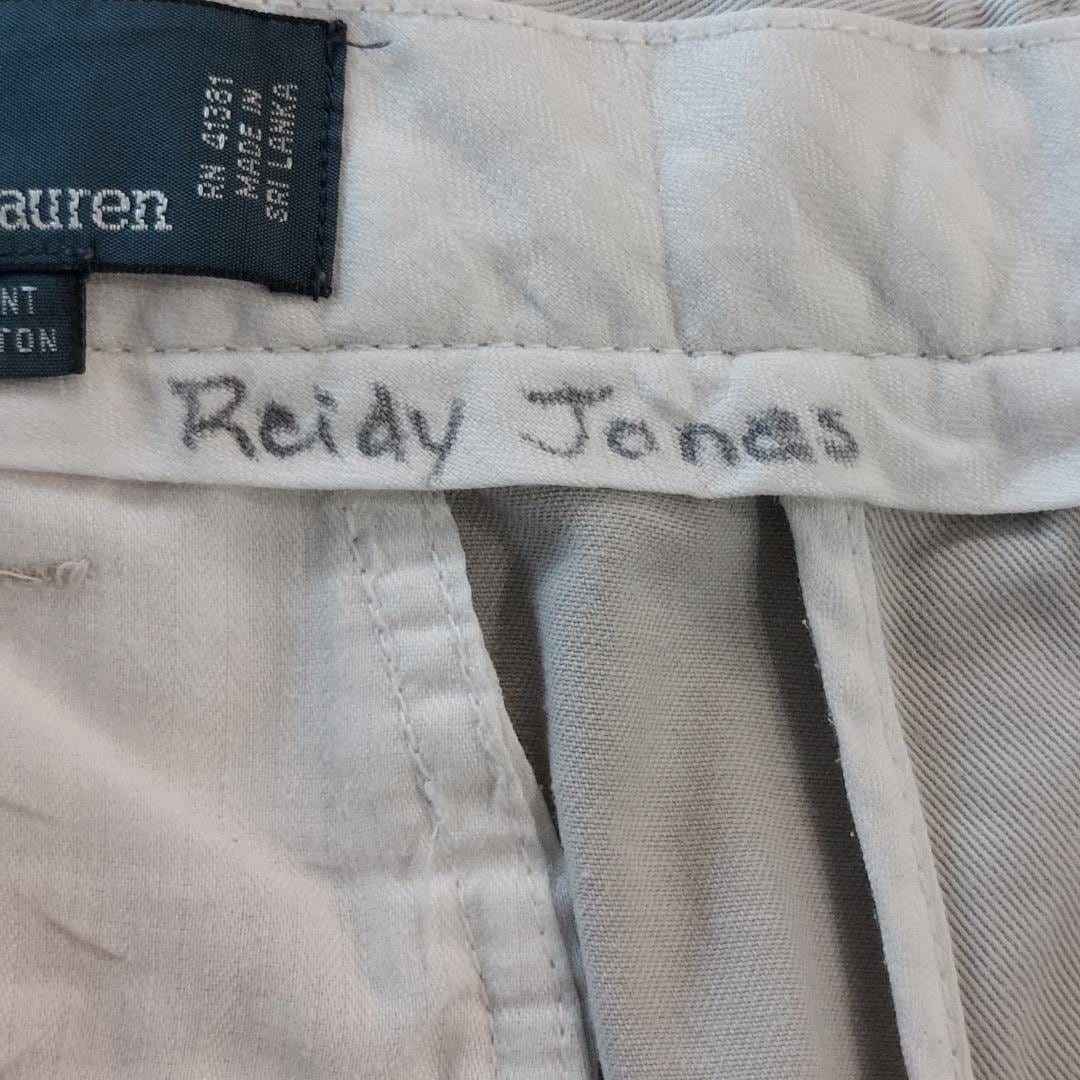 auren
RN 41381
MADE IN
SRI LANKA
NT
TON
Reidy Jones